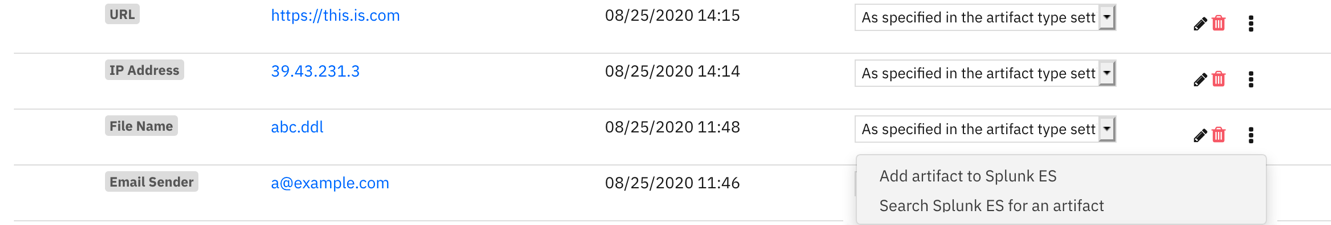 URL https://this.is.com 08/25/2020 14:15 As specified in the artifact type sett
IP Address 39.43.231.3 08/25/2020 14:14 As specified in the artifact type sett
File Name abc.ddl 08/25/2020 11:48 As specified in the artifact type sett
Email Sender a@example.com 08/25/2020 11:46
Add artifact to Splunk ES
Search Splunk ES for an artifact